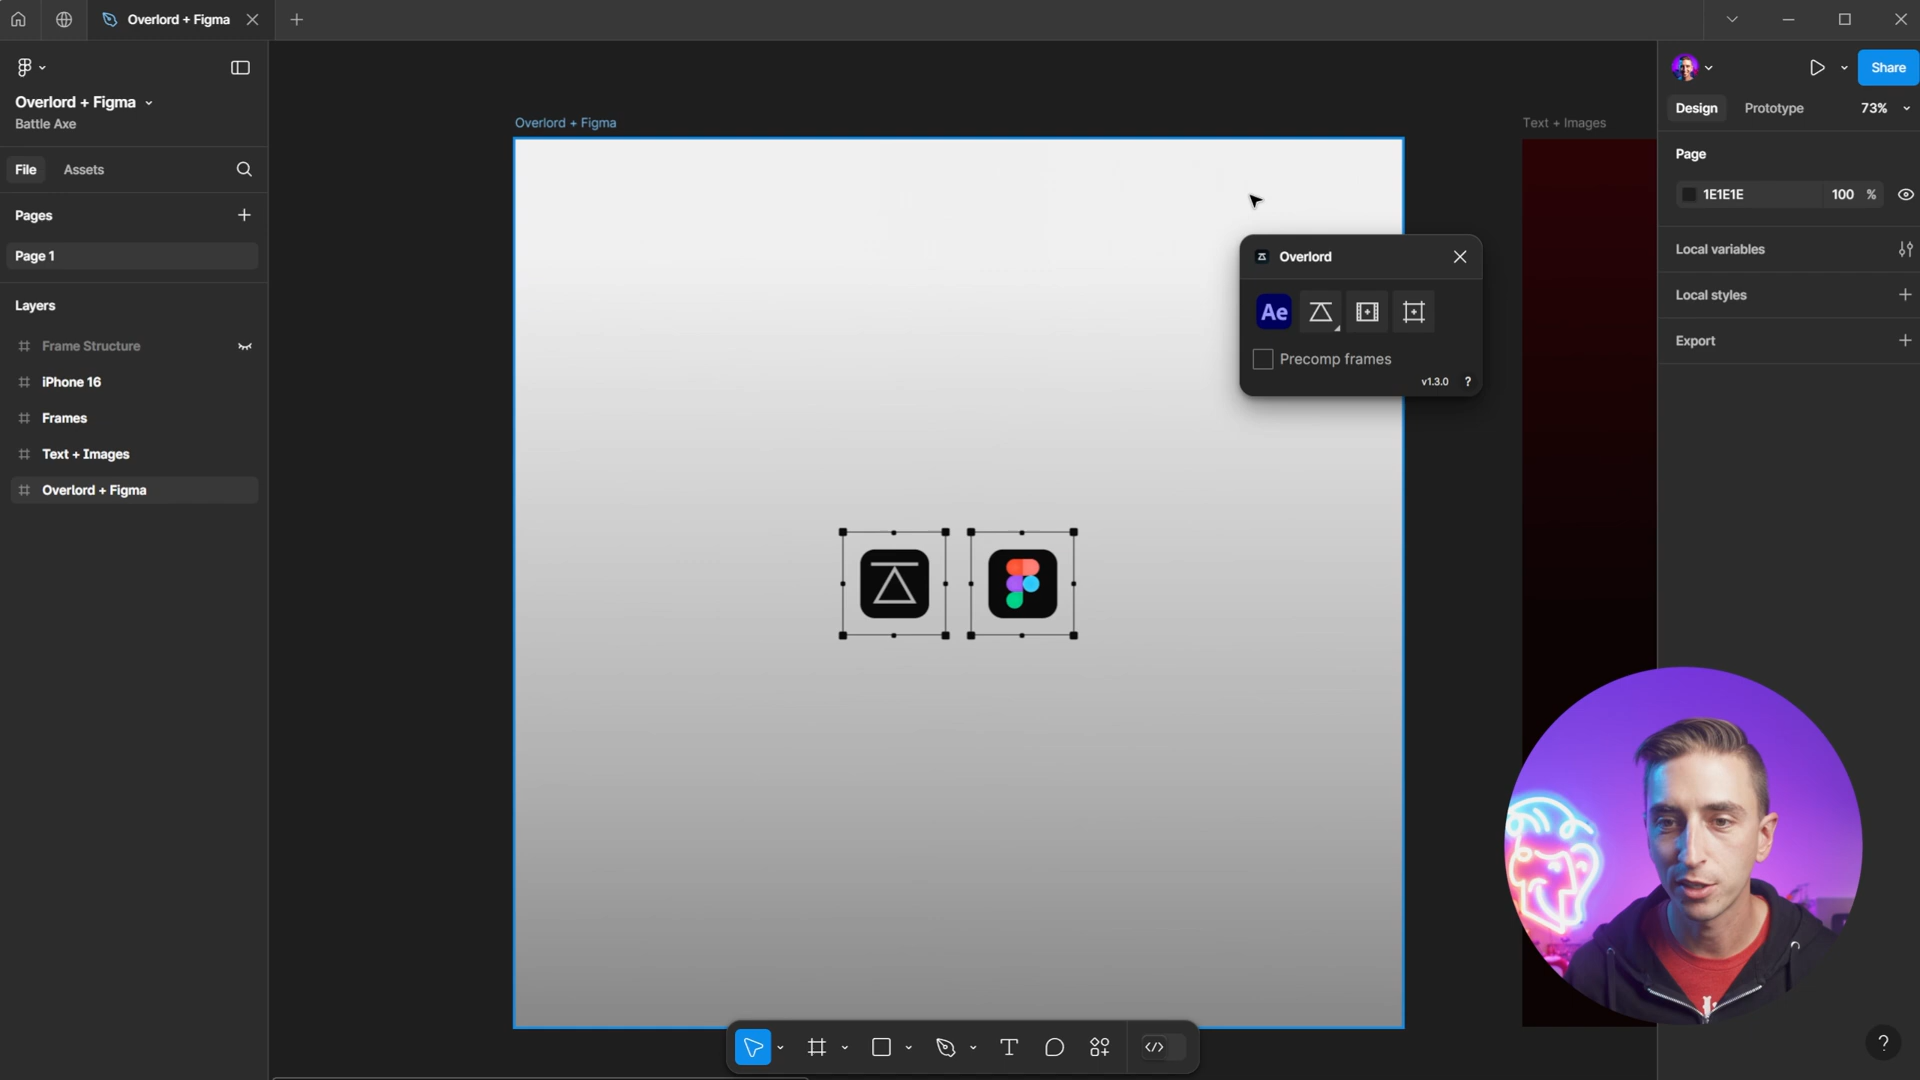 Overlord + Figma
Overlord + Figma
Battle Axe
File
Assets
Pages
Page 1
Layers
Frame Structure
iPhone 16
Frames
Text + Images
Overlord + Figma
Overlord + Figma
Text + Images
Overlord
Ae
Precomp frames
v1.3.0
?
Share
Design
Prototype
73%
Page
1E1E1E
100
%
Local variables
Local styles
Export
?